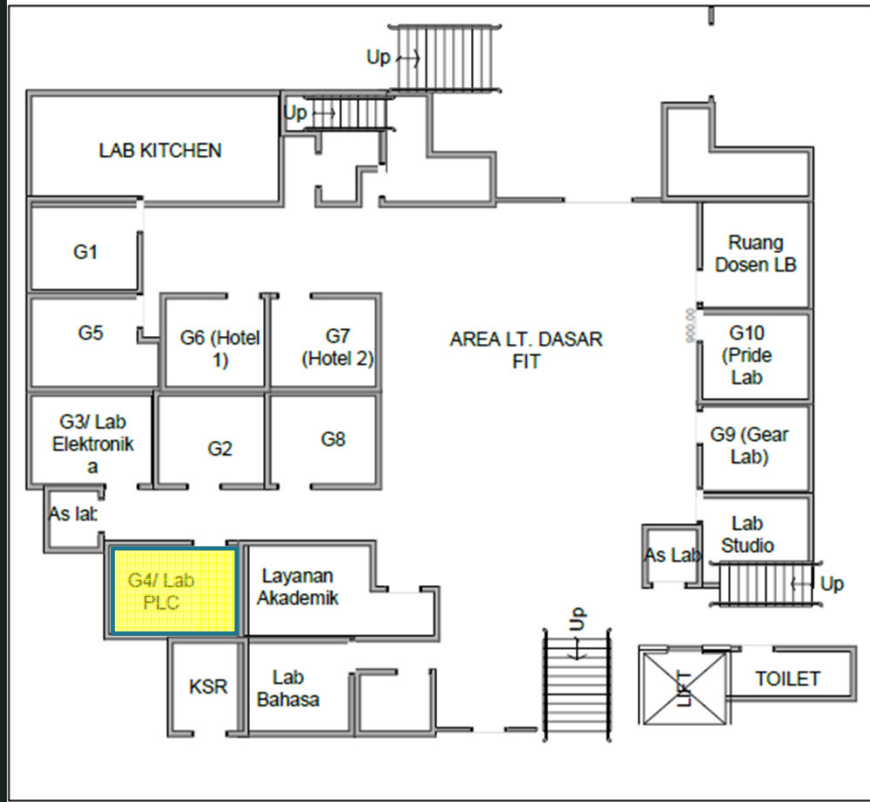 Up
Up
LAB KITCHEN
G1
Ruang
Dosen LB
G5
G6 (Hotel
1)
G7
(Hotel 2)
AREA LT. DASAR
FIT
900,00
G10
(Pride
Lab
G3/ Lab
Elektronik
a
G2
G8
G9 (Gear
Lab)
As lab
Lab
Studio
As Lab
Up
G4/ Lab
PLC
Layanan
Akademik
Up
KSR
Lab
Bahasa
LIFT
TOILET